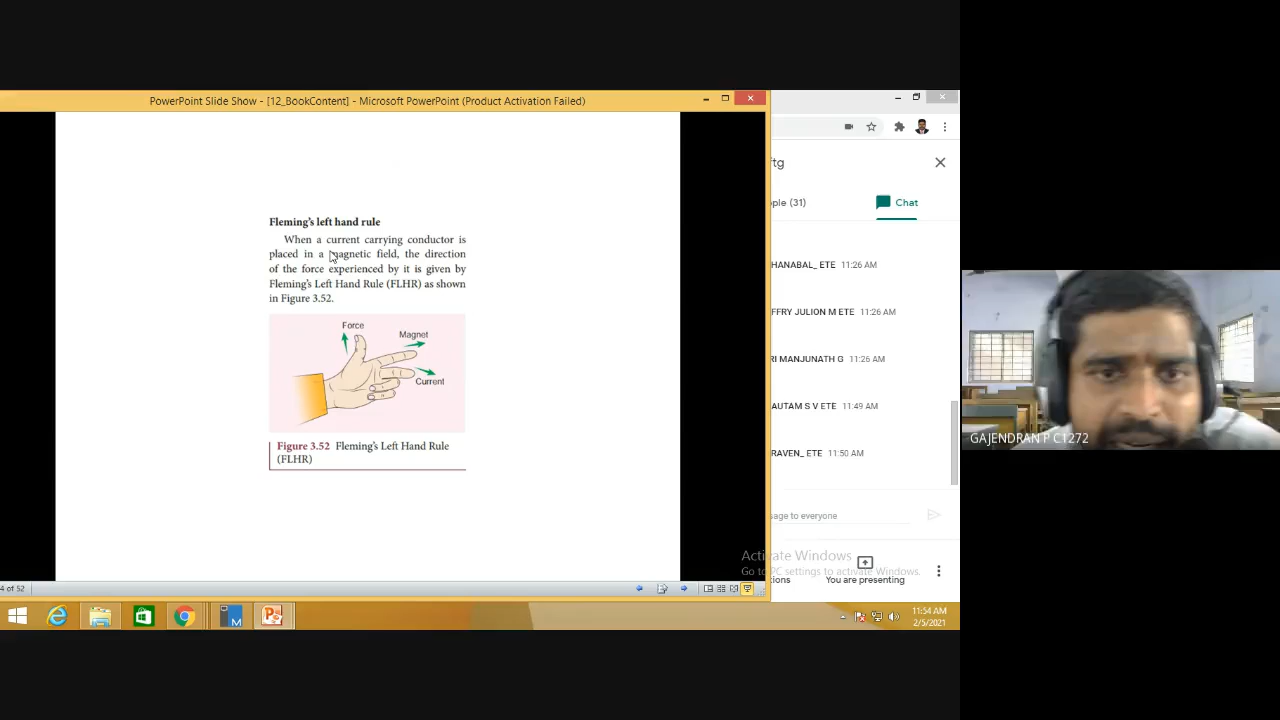 PowerPoint Slide Show - [12_BookContent] - Microsoft PowerPoint (Product Activation Failed)
ftg
ople (31)
Chat
Fleming's left hand rule
When a current carrying conductor is
placed in a magnetic field, the direction
of the force experienced by it is given by
Fleming's Left Hand Rule (FLHR) as shown
in Figure 3.52.
Force
Magnet
Current
Figure 3.52 Fleming's Left Hand Rule
(FLHR)
HANABAL_ ETE 11:26 AM
FFRY JULION M ETE 11:26 AM
RI MANJUNATH G 11:26 AM
AUTAM S V ETE 11:49 AM
RAVEN_ ETE 11:50 AM
sage to everyone
Activate Windows
Go to PC settings to activate Windows.
tions
You are presenting
4 of 52
11:54 AM
2/5/2021
GAJENDRAN P C1272